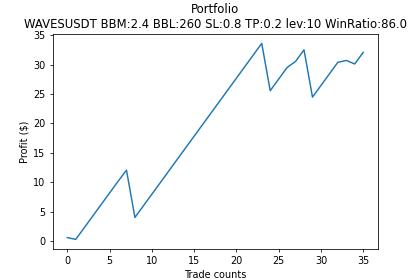 Portfolio
WAVESUSDT BBM:2.4 BBL:260 SL:0.8 TP:0.2 lev:10 WinRatio:86.0
35
30
25
20
15
10
5
0
Profit ($)
0 5 10 15 20 25 30 35
Trade counts